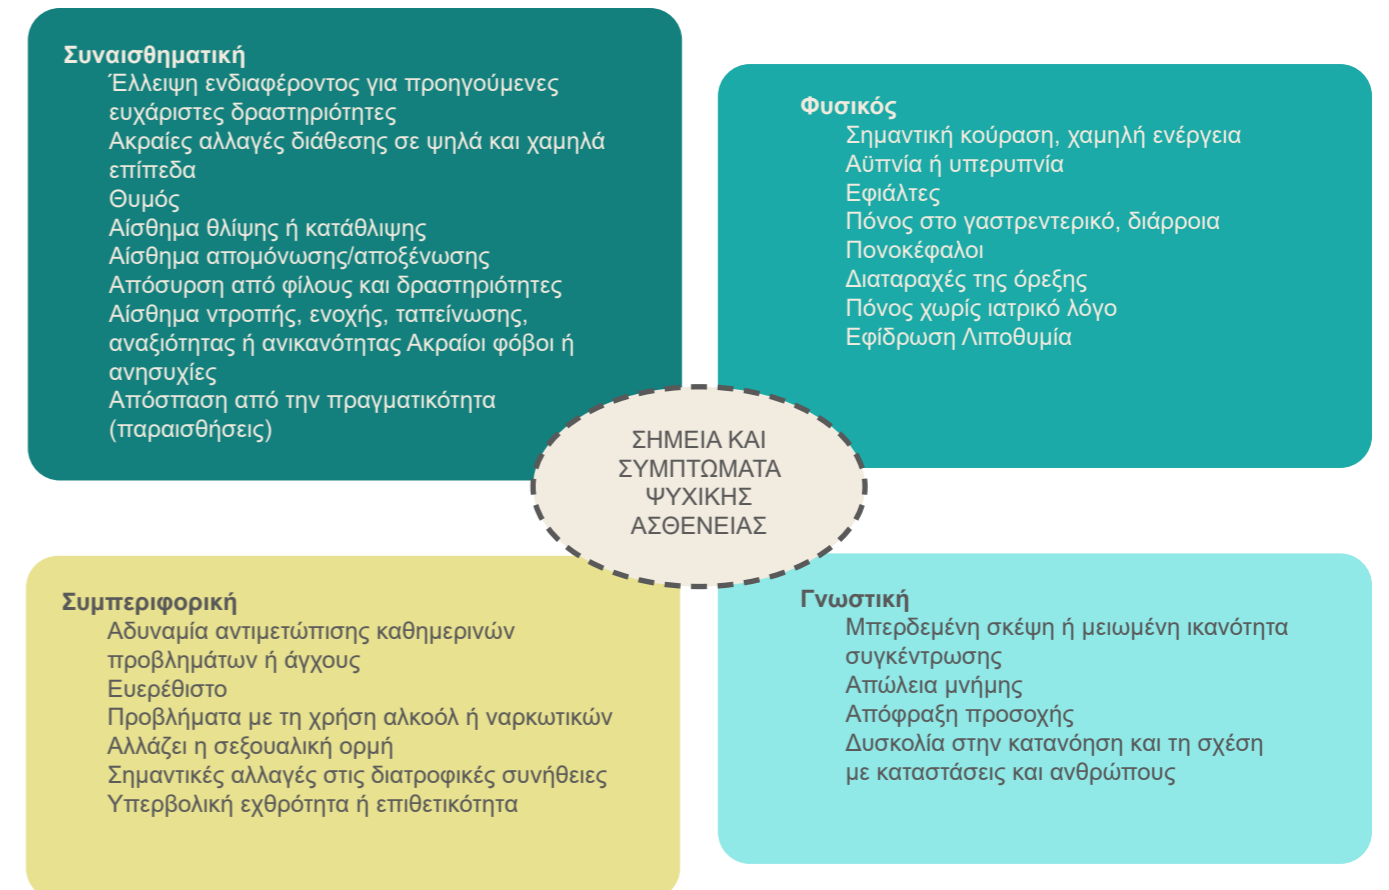 Συναισθηματική
Έλλειψη ενδιαφέροντος για προηγούμενες
ευχάριστες δραστηριότητες
Ακραίες αλλαγές διάθεσης σε ψηλά και χαμηλά
επίπεδα
Θυμός
Αίσθημα θλίψης ή κατάθλιψης
Αίσθημα απομόνωσης/αποξένωσης
Απόσυρση από φίλους και δραστηριότητες
Αίσθημα ντροπής, ενοχής, ταπείνωσης,
αναξιότητας ή ανικανότητας Ακραίοι φόβοι ή
ανησυχίες
Απόσπαση από την πραγματικότητα
(παραισθήσεις)
Φυσικός
Σημαντική κούραση, χαμηλή ενέργεια
Αϋπνία ή υπερυπνία
Εφιάλτες
Πόνος στο γαστρεντερικό, διάρροια
Πονοκέφαλοι
Διαταραχές της όρεξης
Πόνος χωρίς ιατρικό λόγο
Εφίδρωση Λιποθυμία
ΣΗΜΕΙΑ ΚΑΙ
ΣΥΜΠΤΩΜΑΤΑ
ΨΥΧΙΚΗΣ
ΑΣΘΕΝΕΙΑΣ
Συμπεριφορική
Αδυναμία αντιμετώπισης καθημερινών
προβλημάτων ή άγχους
Ευερέθιστο
Προβλήματα με τη χρήση αλκοόλ ή ναρκωτικών
Αλλάζει η σεξουαλική ορμή
Σημαντικές αλλαγές στις διατροφικές συνήθειες
Υπερβολική εχθρότητα ή επιθετικότητα
Γνωστική
Μπερδεμένη σκέψη ή μειωμένη ικανότητα
συγκέντρωσης
Απώλεια μνήμης
Απόφραξη προσοχής
Δυσκολία στην κατανόηση και τη σχέση
με καταστάσεις και ανθρώπους